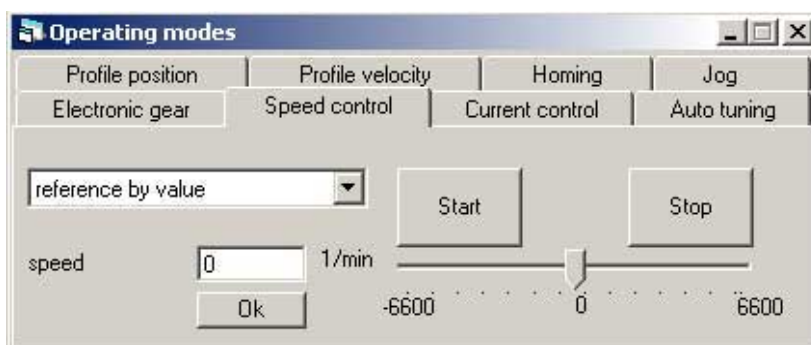 Operating modes
Profile position Profile velocity Homing Jog
Electronic gear Speed control Current control Auto tuning
reference by value Start Stop
speed 0 1/min
Ok -6600 0 6600